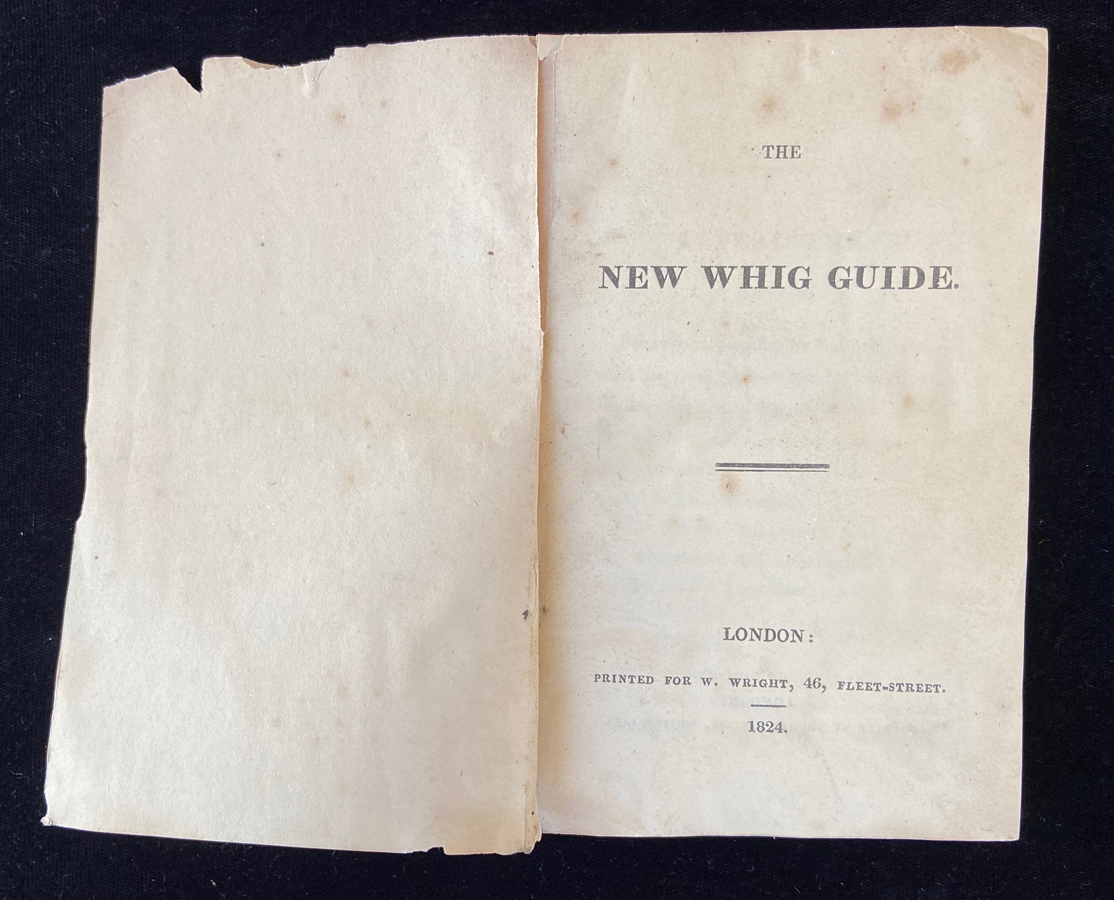 THE
NEW WHIG GUIDE.
LONDON:
PRINTED FOR W. WRIGHT, 46, FLEET-STREET.
1824.